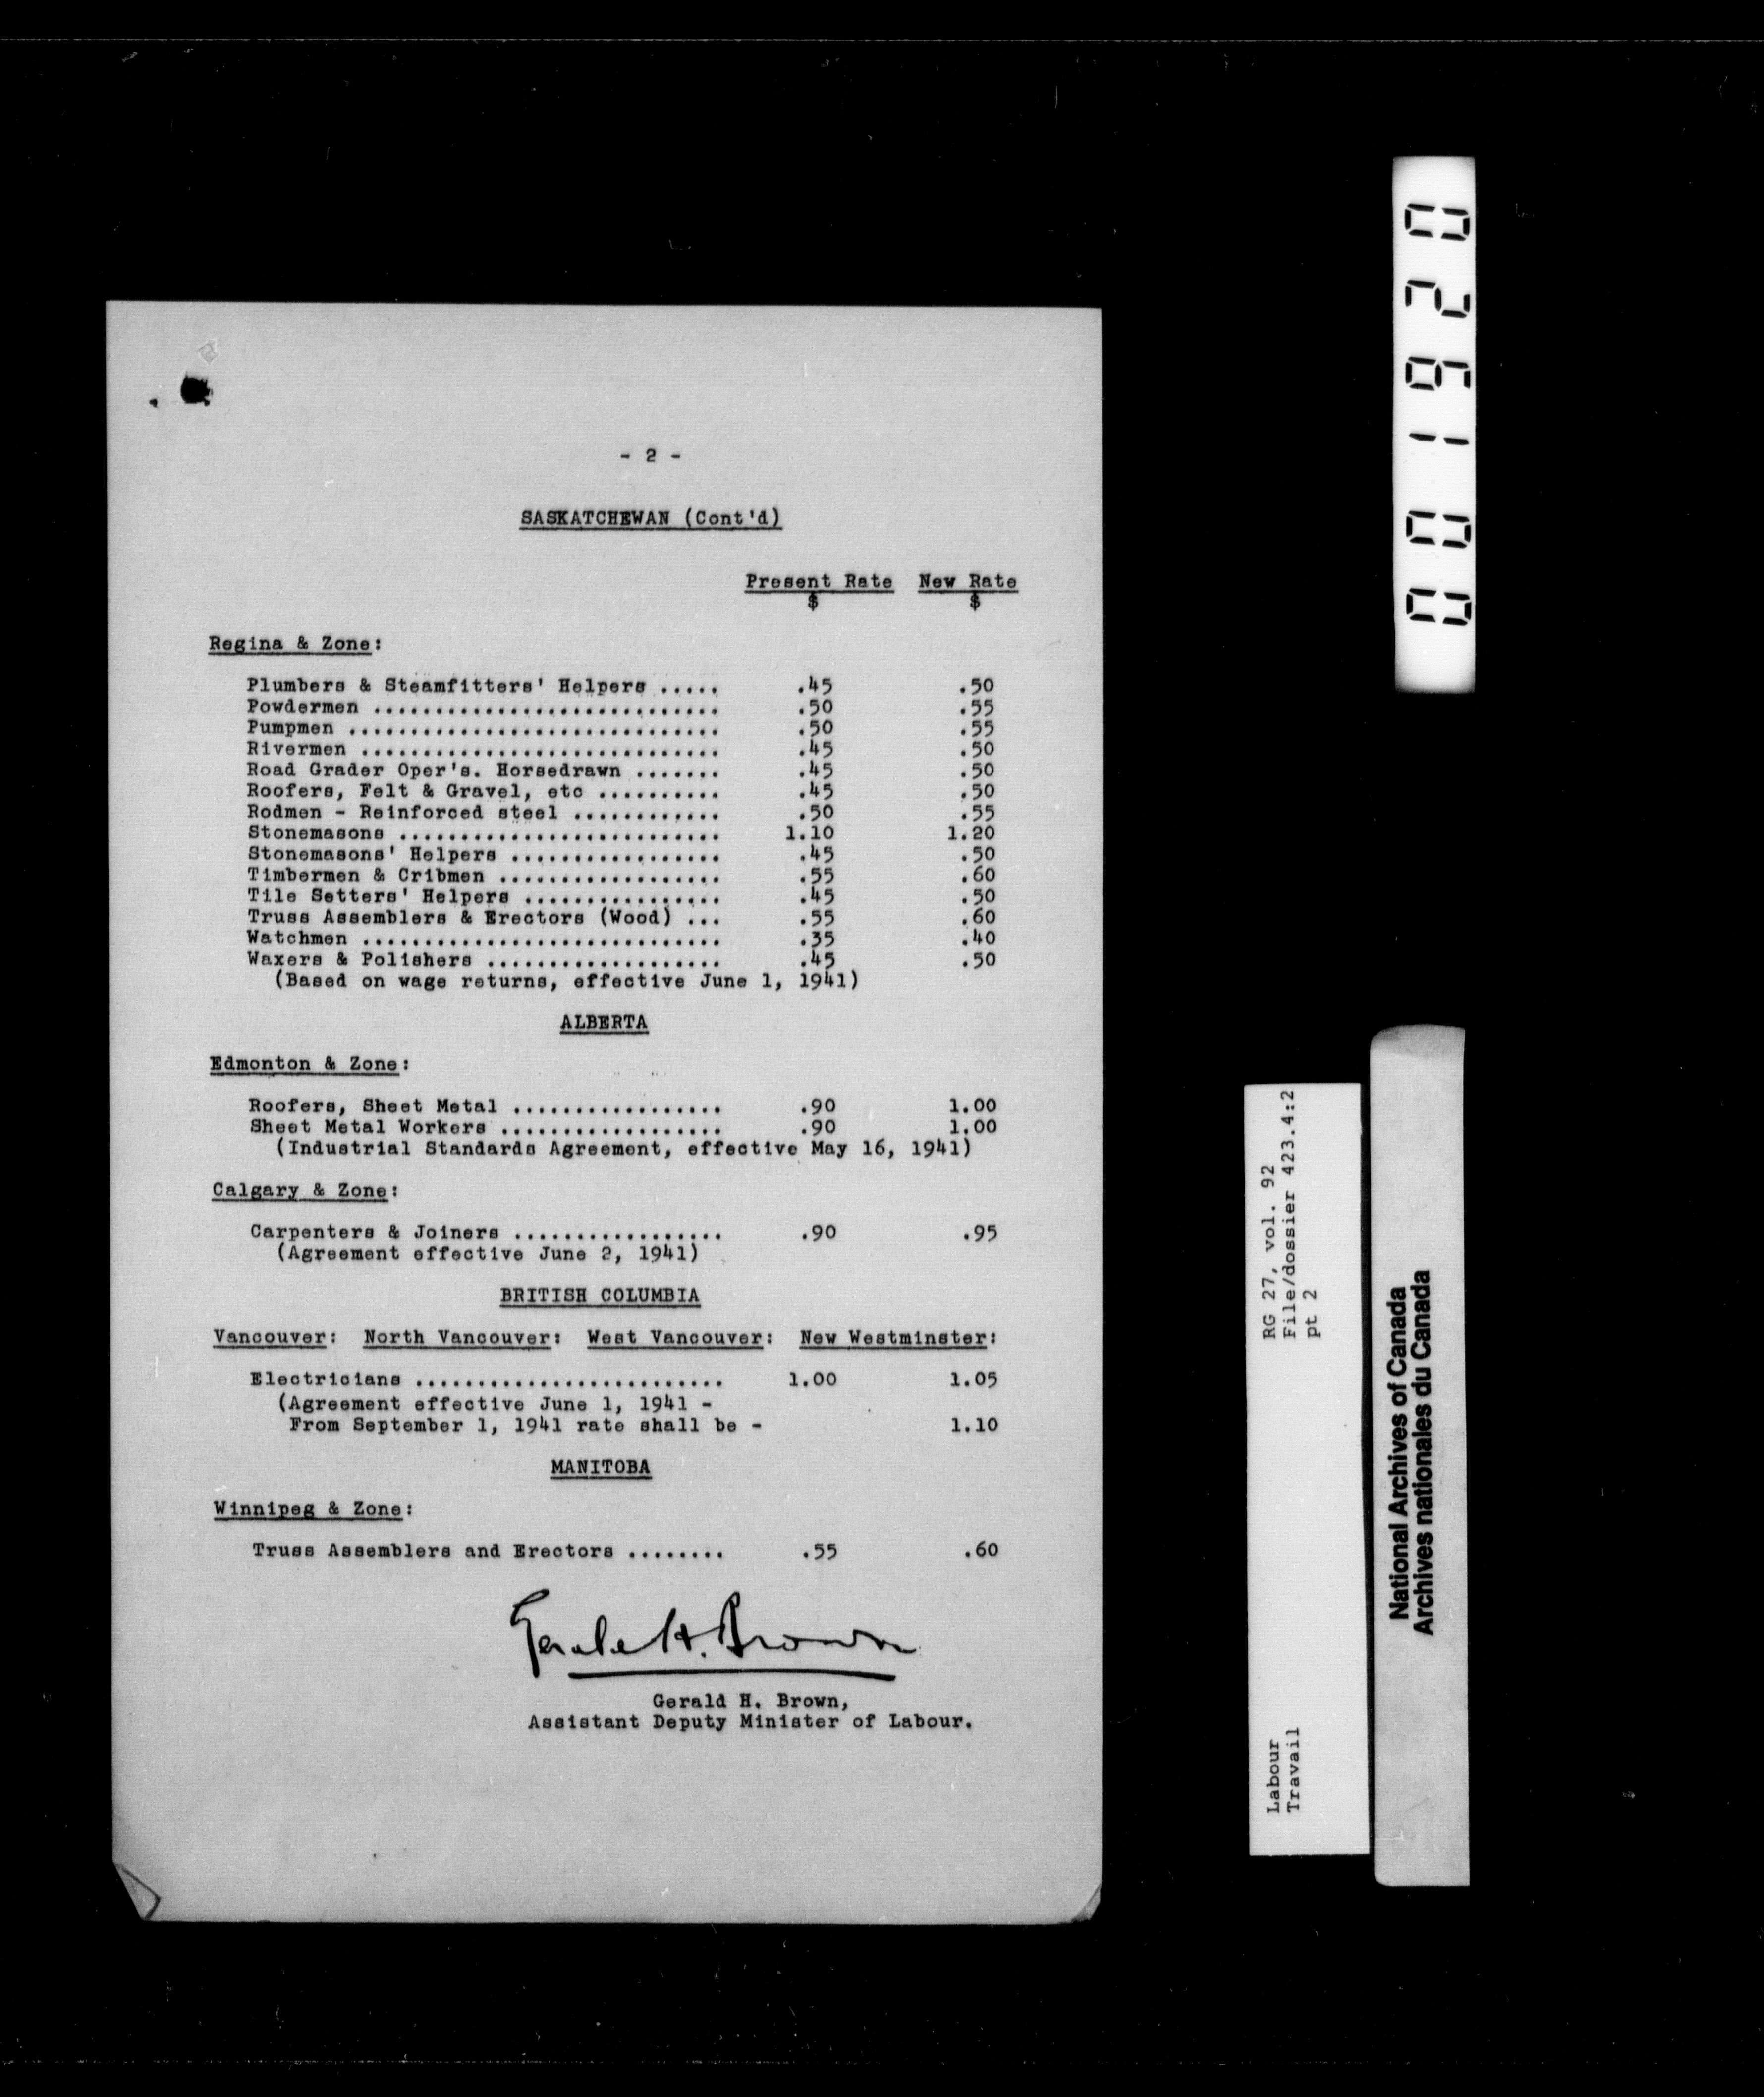 - 2 -
SASKATCHEWAN (Cont'd)
Present Rate New Rate
$ $
Regina & Zone:
Plumbers & Steamfitters' Helpers ..... .45 .50
Powdermen ............................ .50 .55
Pumpmen .............................. .50 .55
Rivermen ............................. .45 .50
Road Grader Oper's. Horsedrawn ....... .45 .50
Roofers, Felt & Gravel, etc .......... .45 .50
Rodmen - Reinforced steel ............ .50 .55
Stonemasons .......................... 1.10 1.20
Stonemasons' Helpers ................. .45 .50
Timbermen & Cribmen .................. .55 .60
Tile Setters' Helpers ................ .45 .50
Truss Assemblers & Erectors (Wood) ... .55 .60
Watchmen ............................. .35 .40
Waxers & Polishers ................... .45 .50
(Based on wage returns, effective June 1, 1941)
ALBERTA
Edmonton & Zone:
Roofers, Sheet Metal ................. .90 1.00
Sheet Metal Workers .................. .90 1.00
(Industrial Standards Agreement, effective May 16, 1941)
Calgary & Zone:
Carpenters & Joiners ................. .90 .95
(Agreement effective June 2, 1941)
BRITISH COLUMBIA
Vancouver: North Vancouver: West Vancouver: New Westminster:
Electricians ......................... 1.00 1.05
(Agreement effective June 1, 1941 -
From September 1, 1941 rate shall be - 1.10
MANITOBA
Winnipeg & Zone:
Truss Assemblers and Erectors ........ .55 .60
Gerald H. Brown
Gerald H. Brown,
Assistant Deputy Minister of Labour.
001620
RG 27, vol. 92
File/dossier 423.4:2
pt 2
Labour
Travail
National Archives of Canada
Archives nationales du Canada